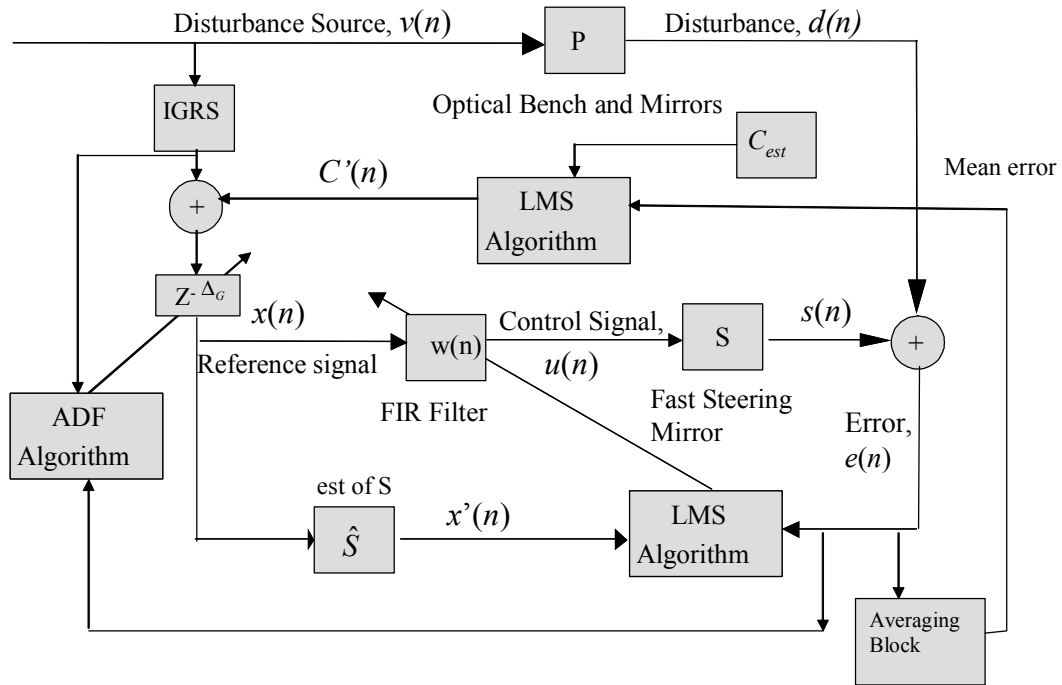 Disturbance Source, v(n)
P
Disturbance, d(n)
IGRS
Optical Bench and Mirrors
C_est
Mean error
C’(n)
LMS
Algorithm
+
Z^-Δ_G
x(n)
Reference signal
w(n)
FIR Filter
Control Signal,
u(n)
S
Fast Steering
Mirror
s(n)
+
Error,
e(n)
ADF
Algorithm
est of S
Ŝ
x’(n)
LMS
Algorithm
Averaging
Block